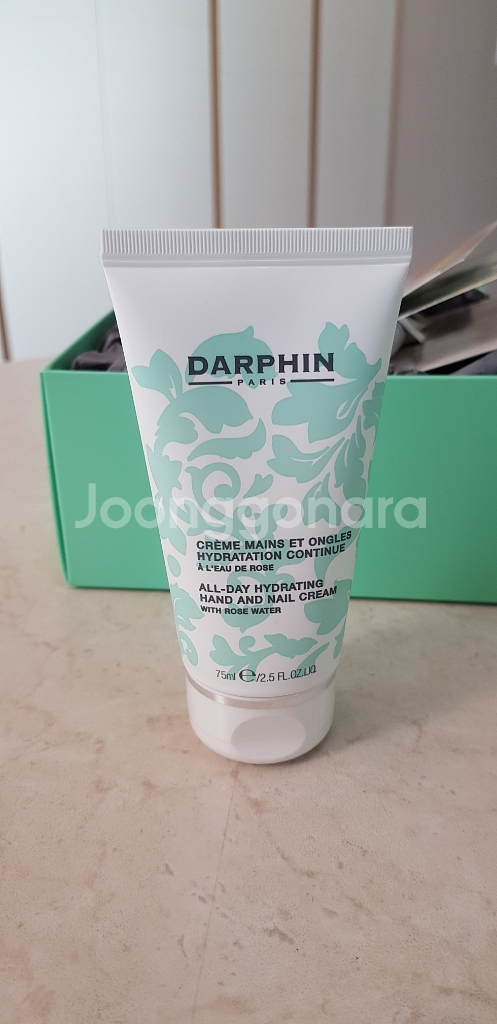 DARPHIN
PARIS
Joonggonara
CRÈME MAINS ET ONGLES
HYDRATATION CONTINUE
À L'EAU DE ROSE
ALL-DAY HYDRATING
HAND AND NAIL CREAM
WITH ROSE WATER
75ml ℮/2.5 FL.OZ.LIQ.